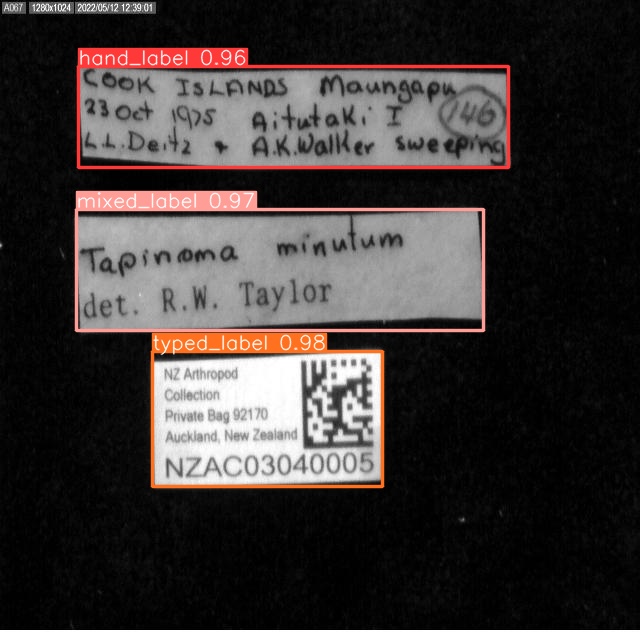 A067 1280x1024 2022/05/12 12:39:01
hand_label 0.96
COOK ISLANDS Maungapu
23 Oct 1975 Aitutaki I 146
L.L.Deitz & A.K.Walker sweeping
mixed_label 0.97
Tapinoma minutum
det. R.W. Taylor
typed_label 0.98
NZ Arthropod
Collection
Private Bag 92170
Auckland, New Zealand
NZAC03040005